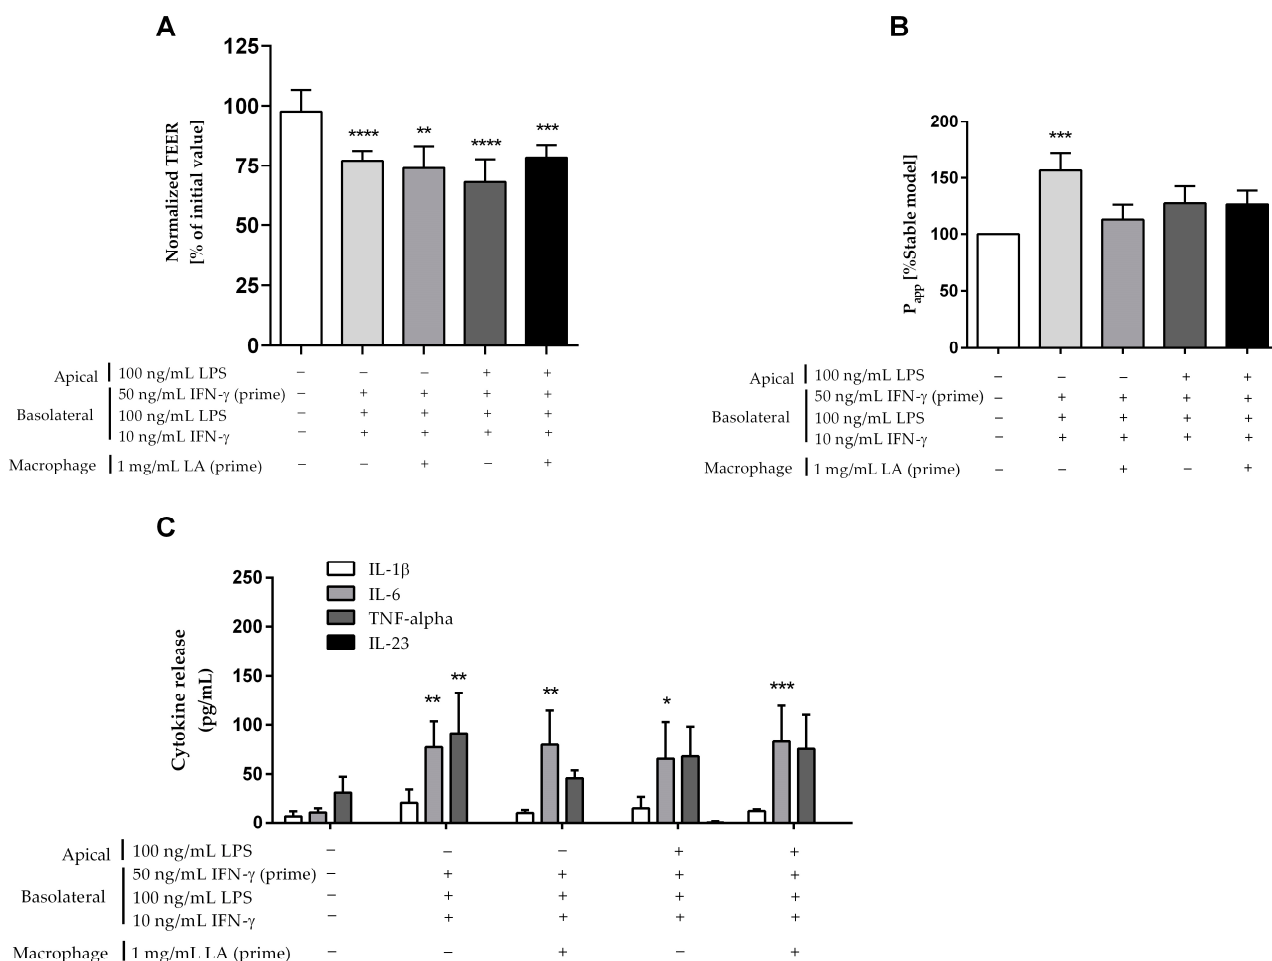 A
125
100
75
50
25
0
Normalized TEER
[% of initial value]
**** ** **** ***
Apical 100 ng/mL LPS – – – + +
50 ng/mL IFN-γ (prime) – + + + +
Basolateral 100 ng/mL LPS – + + + +
10 ng/mL IFN-γ – + + + +
Macrophage 1 mg/mL LA (prime) – – + – +
B
200
150
100
50
0
Papp [%Stable model]
***
Apical 100 ng/mL LPS – – – + +
50 ng/mL IFN-γ (prime) – + + + +
Basolateral 100 ng/mL LPS – + + + +
10 ng/mL IFN-γ – + + + +
Macrophage 1 mg/mL LA (prime) – – + – +
C
IL-1β
IL-6
TNF-alpha
IL-23
250
200
150
100
50
0
Cytokine release
(pg/mL)
** ** ** * ***
Apical 100 ng/mL LPS – – – + +
50 ng/mL IFN-γ (prime) – + + + +
Basolateral 100 ng/mL LPS – + + + +
10 ng/mL IFN-γ – + + + +
Macrophage 1 mg/mL LA (prime) – – + – +